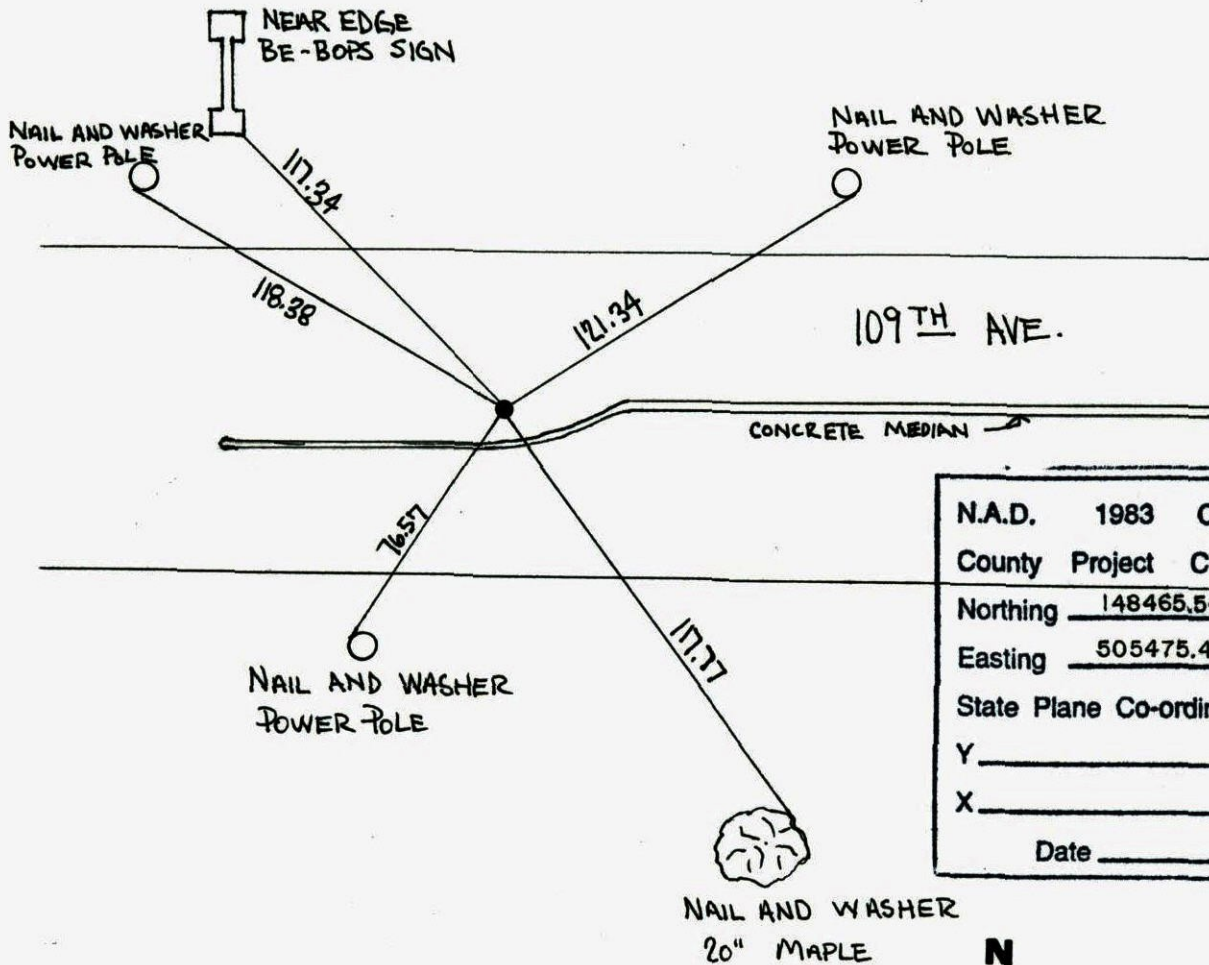 NEAR EDGE
BE-BOPS SIGN
NAIL AND WASHER
POWER POLE
NAIL AND WASHER
POWER POLE
117.34
118.38
121.34
109TH AVE.
CONCRETE MEDIAN
76.57
117.77
NAIL AND WASHER
POWER POLE
N.A.D. 1983 C
County Project C
Northing 148465.5
Easting 505475.4
State Plane Co-ordin
Y
X
Date
NAIL AND WASHER
20" MAPLE
N